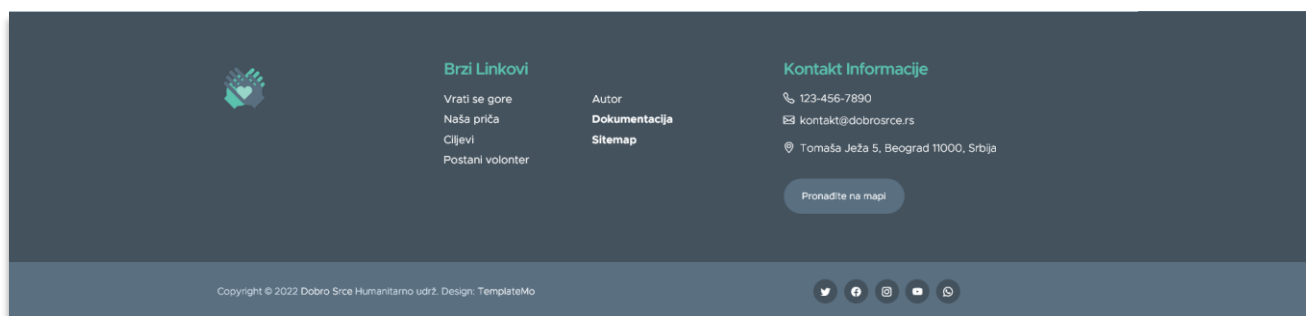 Brzi Linkovi
Vrati se gore
Naša priča
Ciljevi
Postani volonter
Autor
Dokumentacija
Sitemap
Kontakt Informacije
123-456-7890
kontakt@dobrosrce.rs
Tomaša Ježa 5, Beograd 11000, Srbija
Pronađite na mapi
Copyright © 2022 Dobro Srce Humanitarno udrž. Design: TemplateMo